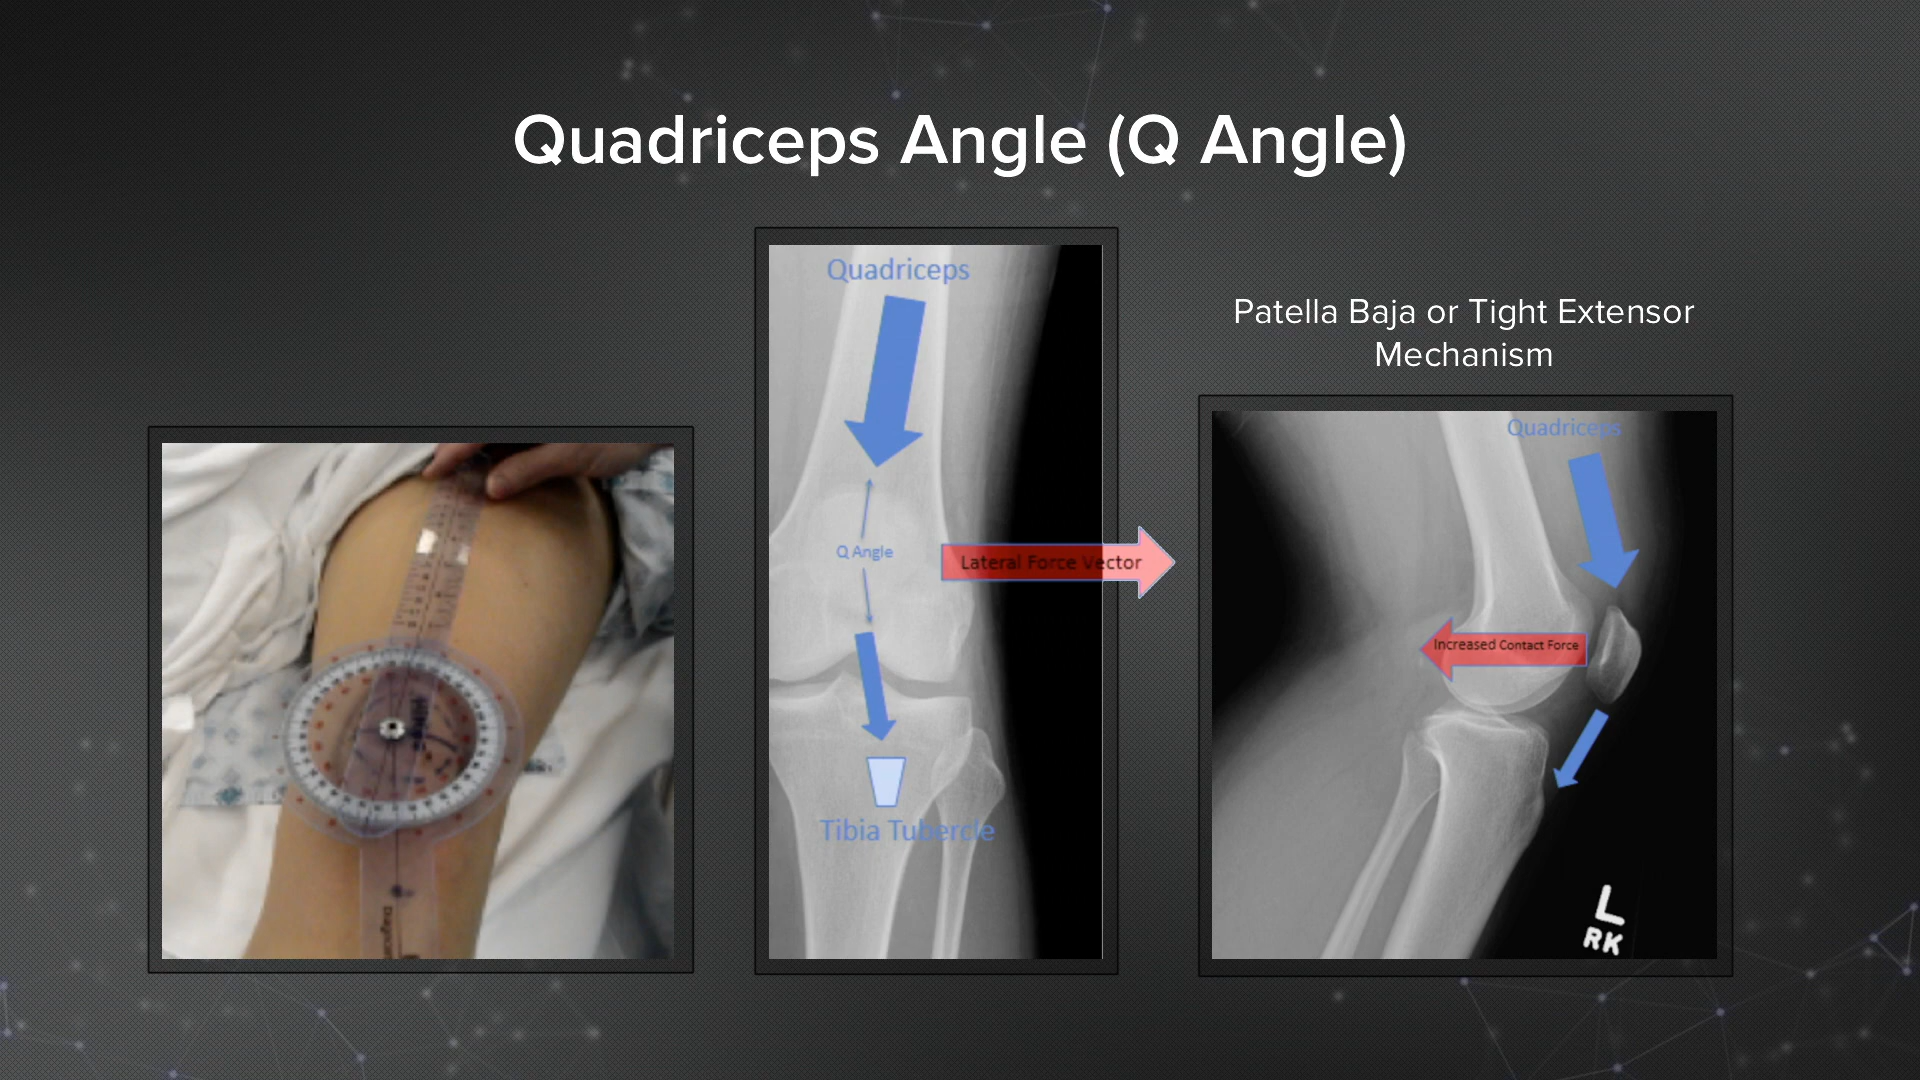 Quadriceps Angle (Q Angle)
Quadriceps
Q Angle
Lateral Force Vector
Tibia Tubercle
Patella Baja or Tight Extensor
Mechanism
Quadriceps
Increased Contact Force
L
RK